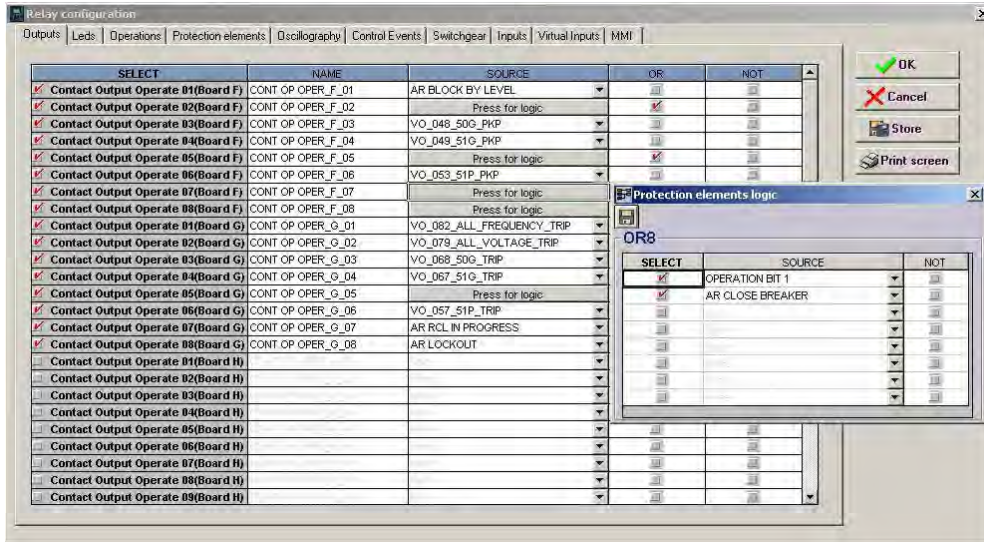 Relay configuration
Outputs Leds Operations Protection elements Oscillography Control Events Switchgear Inputs Virtual Inputs MMI
SELECT NAME SOURCE OR NOT
Contact Output Operate 01(Board F) CONT OP OPER_F_01 AR BLOCK BY LEVEL
Contact Output Operate 02(Board F) CONT OP OPER_F_02 Press for logic
Contact Output Operate 03(Board F) CONT OP OPER_F_03 VO_048_50G_PKP
Contact Output Operate 04(Board F) CONT OP OPER_F_04 VO_049_51G_PKP
Contact Output Operate 05(Board F) CONT OP OPER_F_05 Press for logic
Contact Output Operate 06(Board F) CONT OP OPER_F_06 VO_053_51P_PKP
Contact Output Operate 07(Board F) CONT OP OPER_F_07 Press for logic
Contact Output Operate 08(Board F) CONT OP OPER_F_08 Press for logic
Contact Output Operate 01(Board G) CONT OP OPER_G_01 VO_082_ALL_FREQUENCY_TRIP
Contact Output Operate 02(Board G) CONT OP OPER_G_02 VO_079_ALL_VOLTAGE_TRIP
Contact Output Operate 03(Board G) CONT OP OPER_G_03 VO_068_50G_TRIP
Contact Output Operate 04(Board G) CONT OP OPER_G_04 VO_067_51G_TRIP
Contact Output Operate 05(Board G) CONT OP OPER_G_05 Press for logic
Contact Output Operate 06(Board G) CONT OP OPER_G_06 VO_057_51P_TRIP
Contact Output Operate 07(Board G) CONT OP OPER_G_07 AR RCL IN PROGRESS
Contact Output Operate 08(Board G) CONT OP OPER_G_08 AR LOCKOUT
Contact Output Operate 01(Board H)
Contact Output Operate 02(Board H)
Contact Output Operate 03(Board H)
Contact Output Operate 04(Board H)
Contact Output Operate 05(Board H)
Contact Output Operate 06(Board H)
Contact Output Operate 07(Board H)
Contact Output Operate 08(Board H)
Contact Output Operate 09(Board H)
OK
Cancel
Store
Print screen
Protection elements logic
OR8
SELECT SOURCE NOT
OPERATION BIT 1
AR CLOSE BREAKER